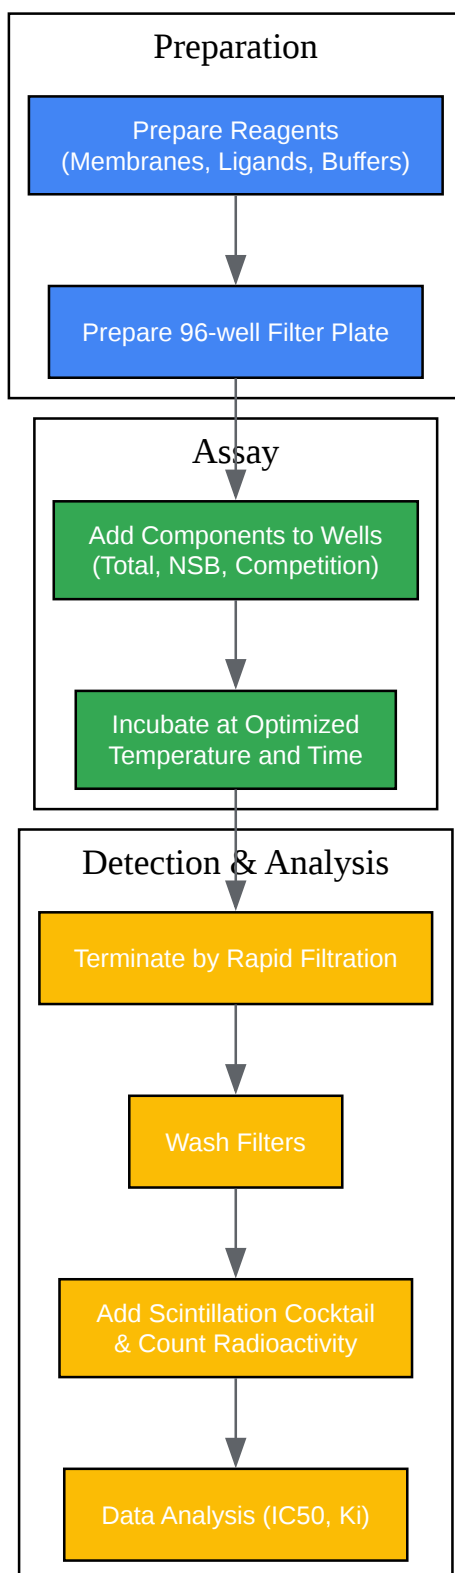 Preparation
Prepare Reagents
(Membranes, Ligands, Buffers)
Prepare 96-well Filter Plate
Assay
Add Components to Wells
(Total, NSB, Competition)
Incubate at Optimized
Temperature and Time
Detection & Analysis
Terminate by Rapid Filtration
Wash Filters
Add Scintillation Cocktail
& Count Radioactivity
Data Analysis (IC50, Ki)